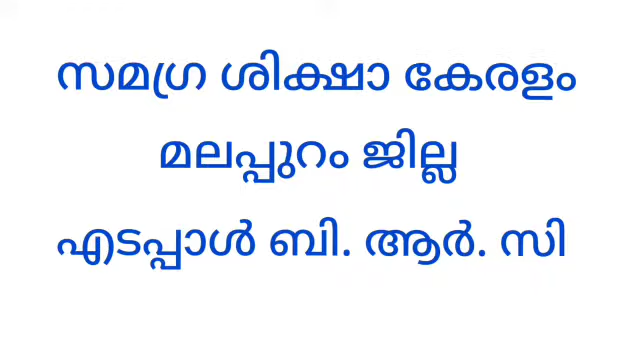 സമഗ്ര ശിക്ഷാ കേരളം
മലപ്പുറം ജില്ല
എടപ്പാൾ ബി. ആർ. സി